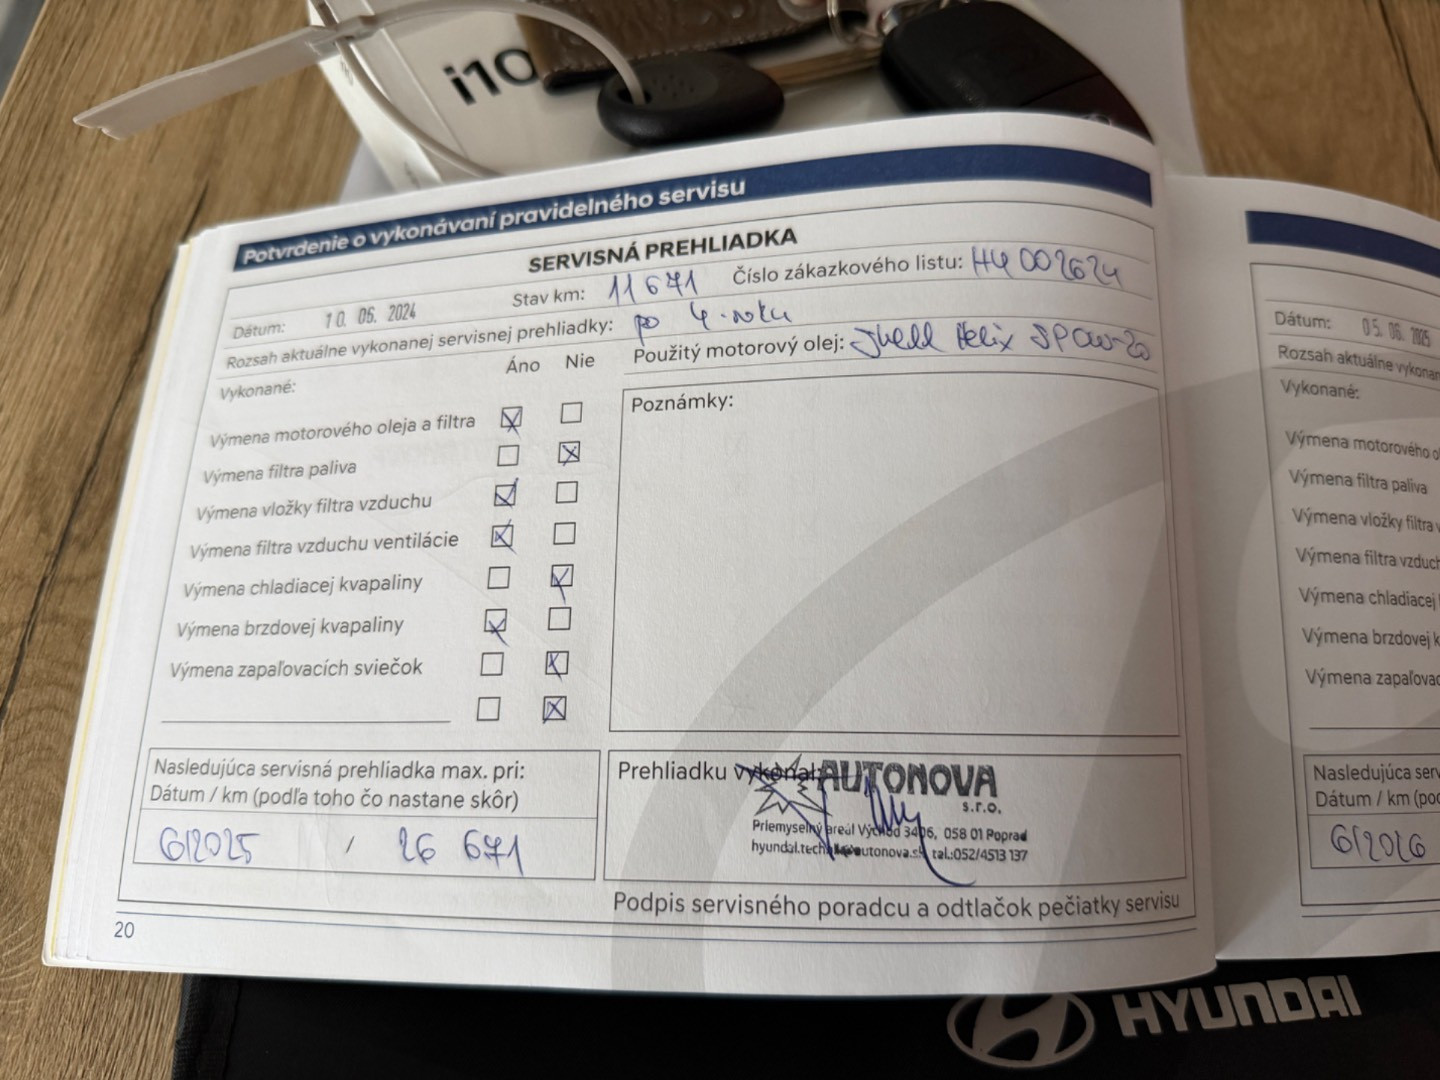 i10
Potvrdenie o vykonávaní pravidelného servisu
SERVISNÁ PREHLIADKA
Dátum: 10. 06. 2024 Stav km: 11 671 Číslo zákazkového listu: H4002624
Rozsah aktuálne vykonanej servisnej prehliadky: po 4. roku
Vykonané: Áno Nie Použitý motorový olej: Shell Helix SP 0W-20
Poznámky:
Výmena motorového oleja a filtra
Výmena filtra paliva
Výmena vložky filtra vzduchu
Výmena filtra vzduchu ventilácie
Výmena chladiacej kvapaliny
Výmena brzdovej kvapaliny
Výmena zapaľovacích sviečok
Nasledujúca servisná prehliadka max. pri:
Dátum / km (podľa toho čo nastane skôr)
6/2025 / 26 671
Prehliadku vykonal:
AUTONOVA
s.r.o.
Priemyselný areál Východ 3406, 058 01 Poprad
tel.:052/4513 137
Podpis servisného poradcu a odtlačok pečiatky servisu
20
Dátum: 05. 06. 2025
Rozsah aktuálne vykonan
Vykonané:
Výmena motorového o
Výmena filtra paliva
Výmena vložky filtra v
Výmena filtra vzduch
Výmena chladiacej
Výmena brzdovej k
Výmena zapaľovac
Nasledujúca serv
Dátum / km (pod
6/2026
HYUNDAI